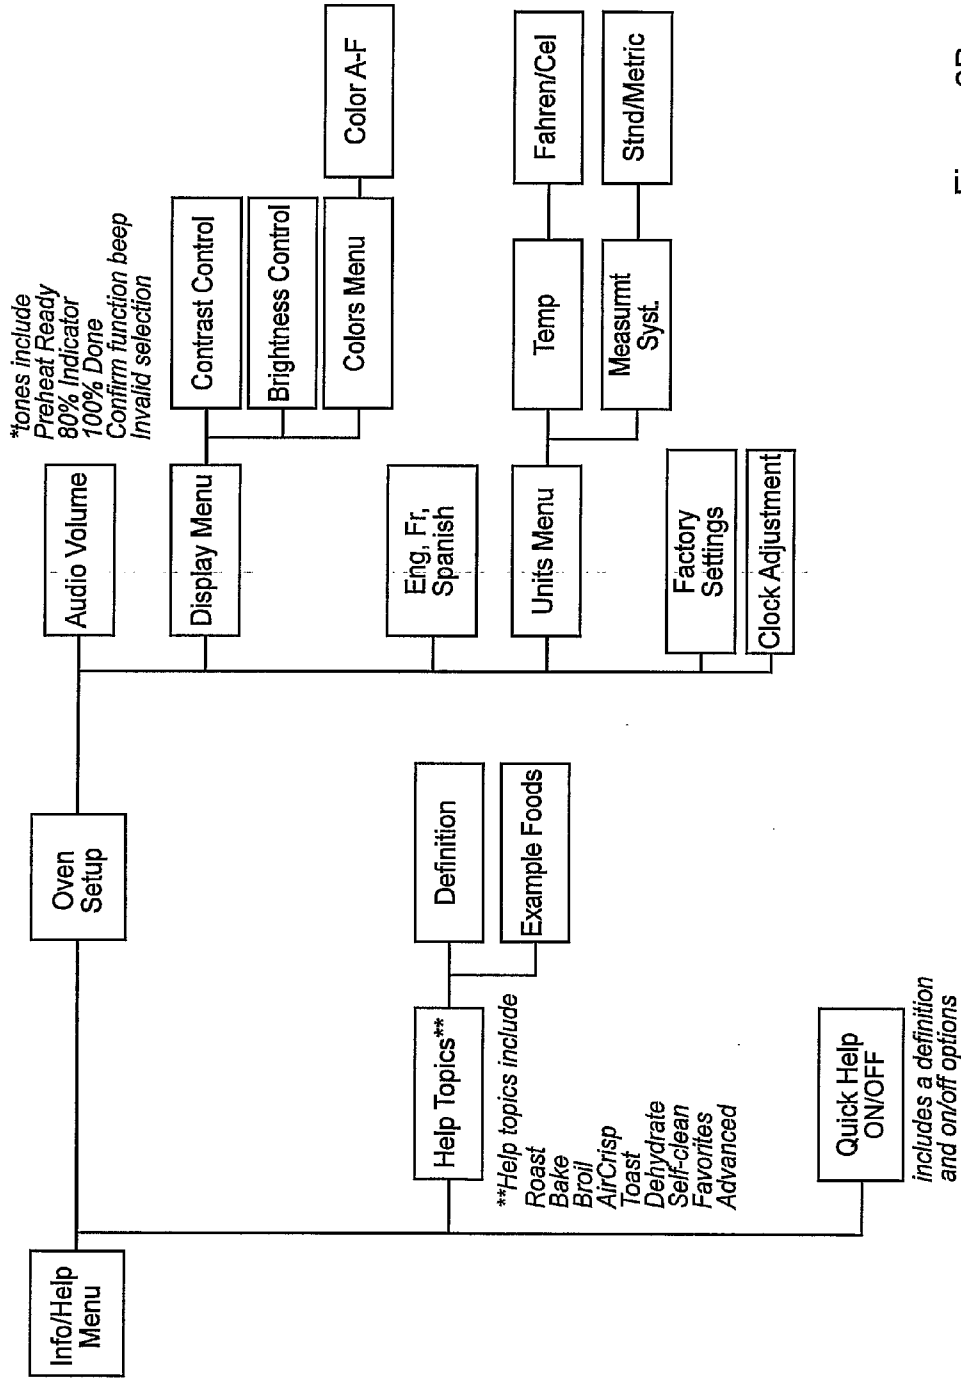 Info/Help
Menu
Oven
Setup
Audio Volume
*tones include
Preheat Ready
80% Indicator
100% Done
Confirm function beep
Invalid selection
Display Menu
Contrast Control
Brightness Control
Colors Menu
Color A-F
Eng, Fr,
Spanish
Units Menu
Temp
Fahren/Cel
Measurmt
Syst.
Stnd/Metric
Factory
Settings
Clock Adjustment
Help Topics**
Definition
Example Foods
**Help topics include
Roast
Bake
Broil
AirCrisp
Toast
Dehydrate
Self-clean
Favorites
Advanced
Quick Help
ON/OFF
includes a definition
and on/off options